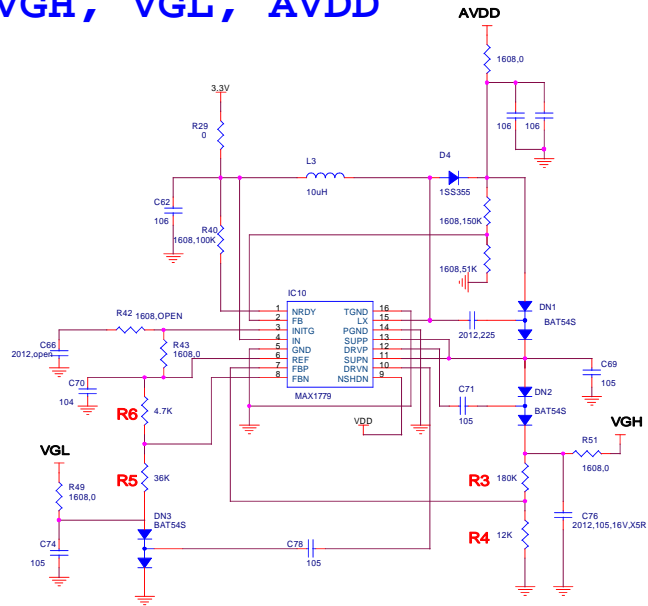 VGH, VGL, AVDD
AVDD
1608,0
3.3V
106
106
R29
0
L3
D4
10uH
1SS355
C62
106
R40
1608,100K
1608,150K
1608,51K
IC10
R42
1608,OPEN
1
NRDY
TGND
16
2
FB
LX
15
3
INITG
PGND
14
4
IN
SUPP
13
5
GND
DRVP
12
6
REF
SUPN
11
7
FBP
DRVN
10
8
FBN
NSHDN
9
MAX1779
2012,225
DN1
BAT54S
C66
2012,open
R43
1608,0
C70
104
C69
105
DN2
BAT54S
C71
105
R6
4.7K
VDD
VGH
R51
1608,0
VGL
R5
36K
R3
180K
R49
1608,0
DN3
BAT54S
C76
2012,105,16V,X5R
R4
12K
C74
105
C78
105